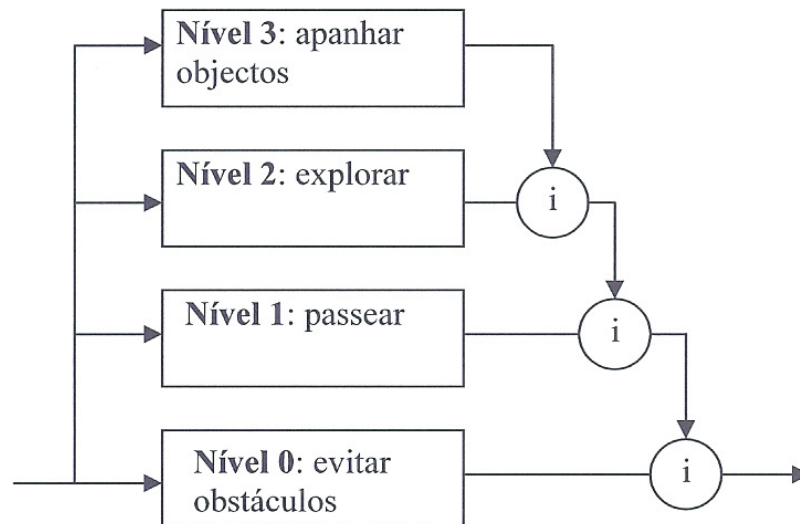 Nível 3: apanhar
objectos
i
Nível 2: explorar
i
Nível 1: passear
i
Nível 0: evitar
obstáculos